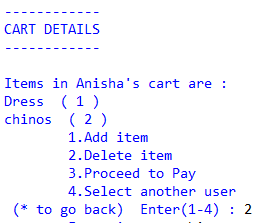 ------------
CART DETAILS
------------
Items in Anisha's cart are :
Dress ( 1 )
chinos ( 2 )
1.Add item
2.Delete item
3.Proceed to Pay
4.Select another user
(* to go back) Enter(1-4) : 2